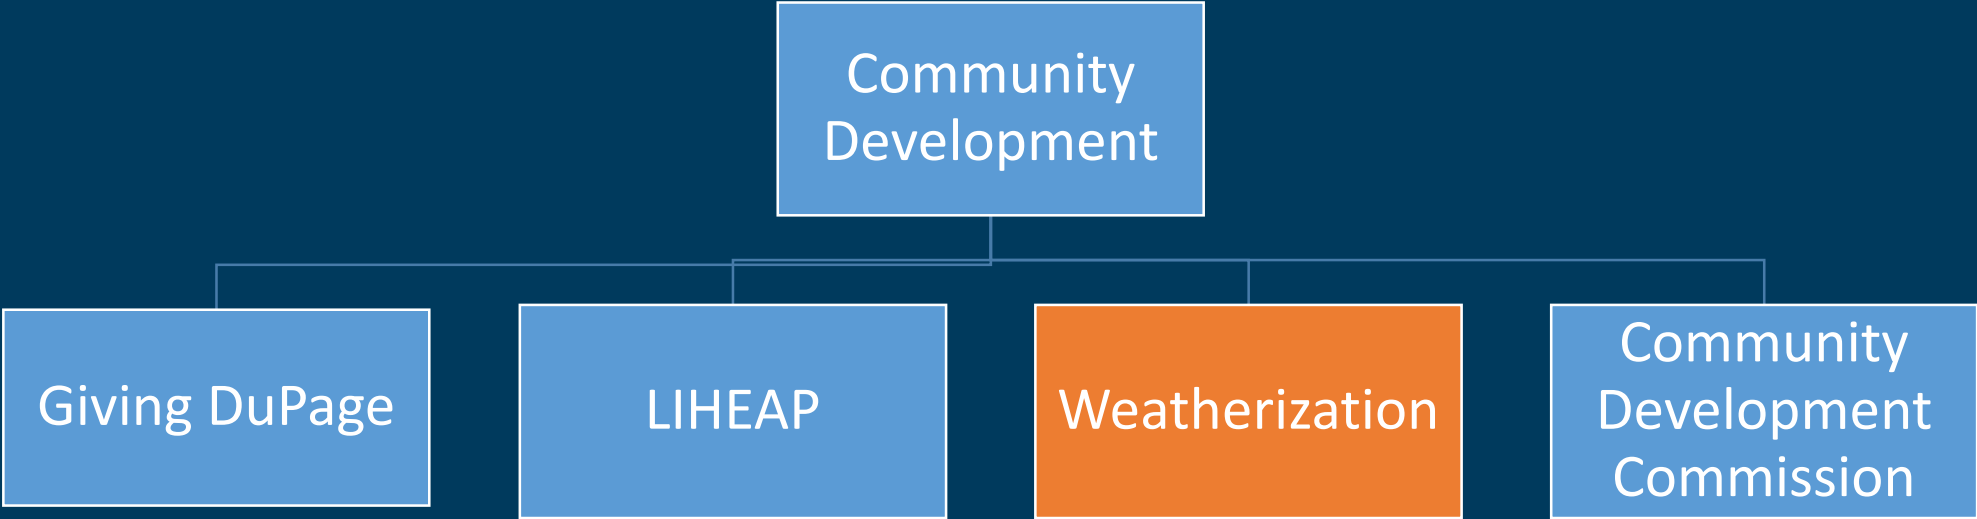 Community
Development
Giving DuPage
LIHEAP
Weatherization
Community
Development
Commission